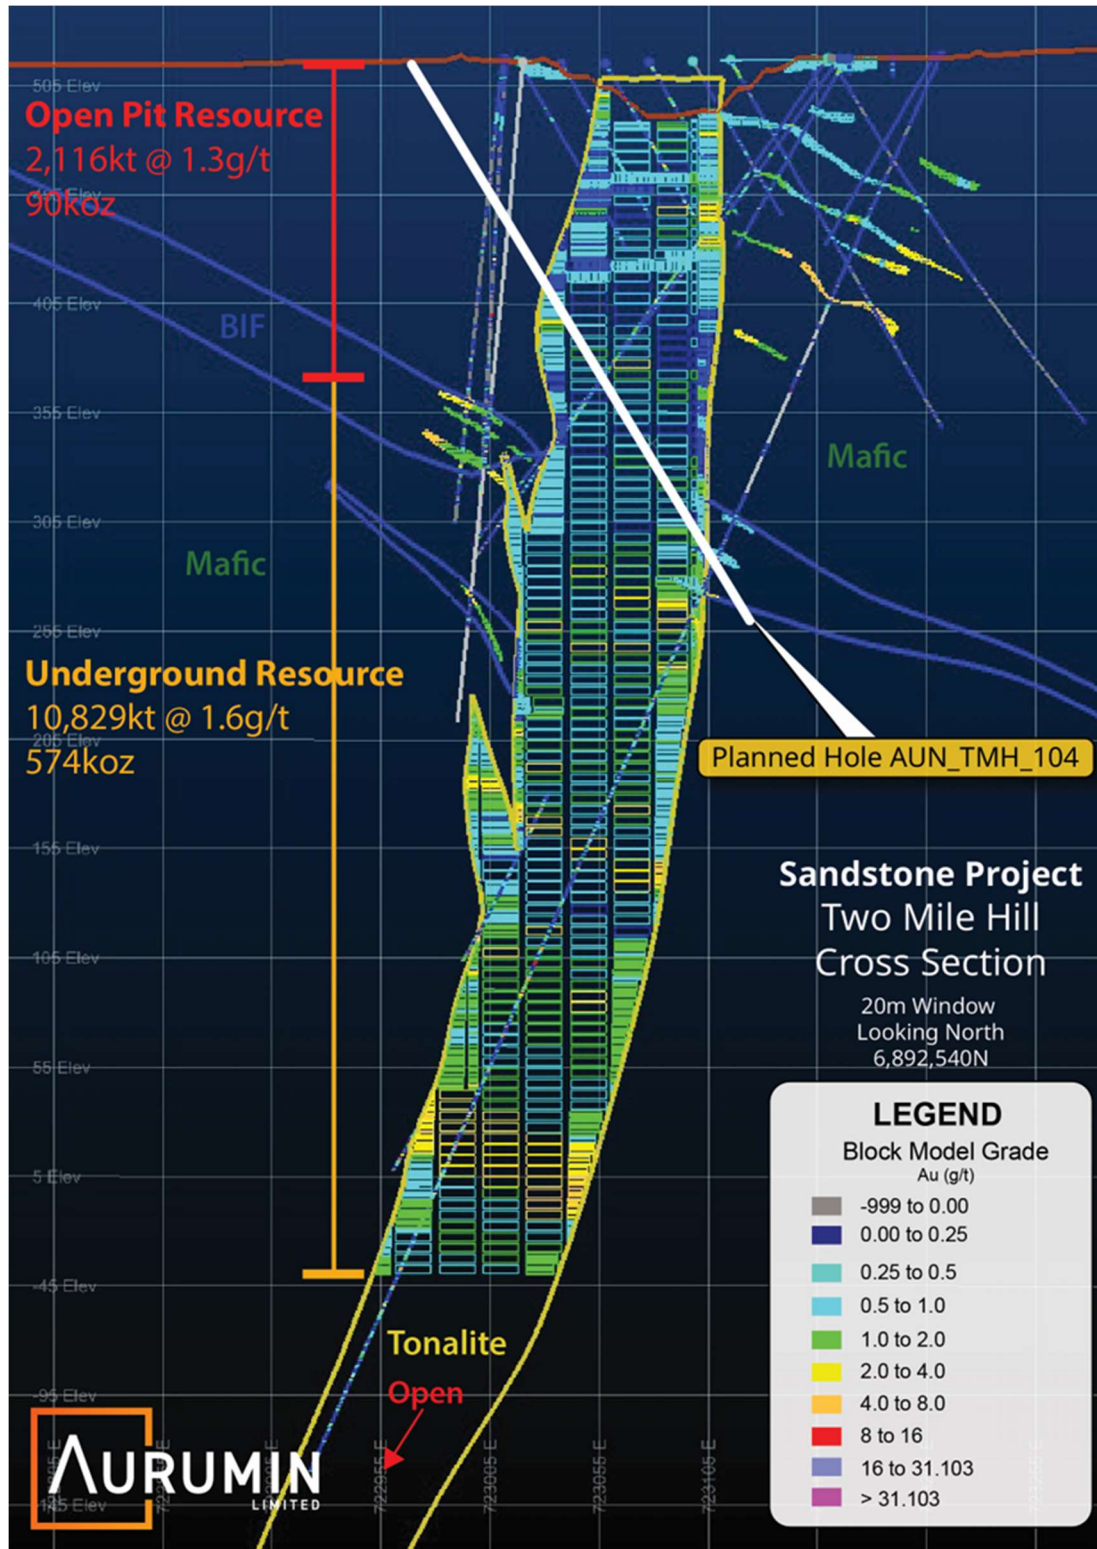 505 Elev
Open Pit Resource
2,116kt @ 1.3g/t
90koz
405 Elev
BIF
355 Elev
Mafic
305 Elev
Mafic
255 Elev
Underground Resource
10,829kt @ 1.6g/t
205 Elev
574koz
Planned Hole AUN_TMH_104
155 Elev
Sandstone Project
Two Mile Hill
Cross Section
105 Elev
20m Window
Looking North
6,892,540N
55 Elev
LEGEND
Block Model Grade
Au (g/t)
-999 to 0.00
0.00 to 0.25
0.25 to 0.5
0.5 to 1.0
1.0 to 2.0
2.0 to 4.0
4.0 to 8.0
8 to 16
16 to 31.103
> 31.103
5 Elev
-45 Elev
Tonalite
Open
-95 Elev
AURUMIN
LIMITED
722955 E
723005 E
723055 E
723105 E